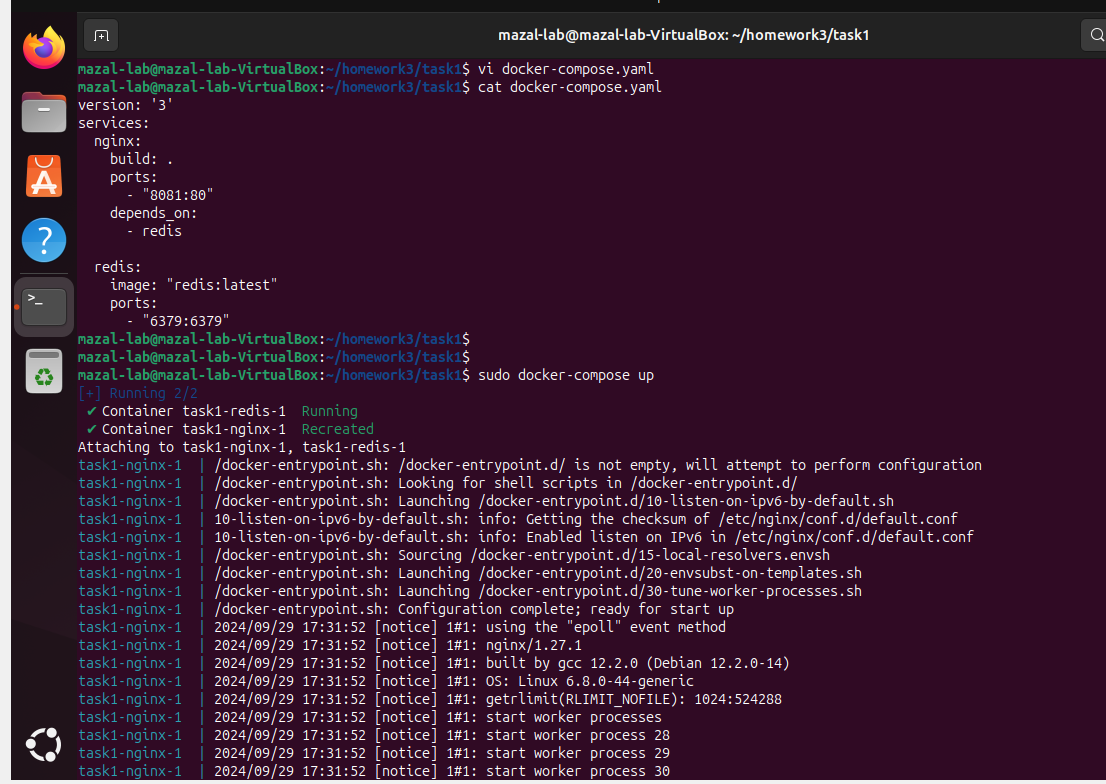 mazal-lab@mazal-lab-VirtualBox: ~/homework3/task1
mazal-lab@mazal-lab-VirtualBox:~/homework3/task1$ vi docker-compose.yaml
mazal-lab@mazal-lab-VirtualBox:~/homework3/task1$ cat docker-compose.yaml
version: '3'
services:
  nginx:
    build: .
    ports:
      - "8081:80"
    depends_on:
      - redis
  redis:
    image: "redis:latest"
    ports:
      - "6379:6379"
mazal-lab@mazal-lab-VirtualBox:~/homework3/task1$
mazal-lab@mazal-lab-VirtualBox:~/homework3/task1$
mazal-lab@mazal-lab-VirtualBox:~/homework3/task1$ sudo docker-compose up
[+] Running 2/2
 ✔ Container task1-redis-1  Running
 ✔ Container task1-nginx-1  Recreated
Attaching to task1-nginx-1, task1-redis-1
task1-nginx-1  | /docker-entrypoint.sh: /docker-entrypoint.d/ is not empty, will attempt to perform configuration
task1-nginx-1  | /docker-entrypoint.sh: Looking for shell scripts in /docker-entrypoint.d/
task1-nginx-1  | /docker-entrypoint.sh: Launching /docker-entrypoint.d/10-listen-on-ipv6-by-default.sh
task1-nginx-1  | 10-listen-on-ipv6-by-default.sh: info: Getting the checksum of /etc/nginx/conf.d/default.conf
task1-nginx-1  | 10-listen-on-ipv6-by-default.sh: info: Enabled listen on IPv6 in /etc/nginx/conf.d/default.conf
task1-nginx-1  | /docker-entrypoint.sh: Sourcing /docker-entrypoint.d/15-local-resolvers.envsh
task1-nginx-1  | /docker-entrypoint.sh: Launching /docker-entrypoint.d/20-envsubst-on-templates.sh
task1-nginx-1  | /docker-entrypoint.sh: Launching /docker-entrypoint.d/30-tune-worker-processes.sh
task1-nginx-1  | /docker-entrypoint.sh: Configuration complete; ready for start up
task1-nginx-1  | 2024/09/29 17:31:52 [notice] 1#1: using the "epoll" event method
task1-nginx-1  | 2024/09/29 17:31:52 [notice] 1#1: nginx/1.27.1
task1-nginx-1  | 2024/09/29 17:31:52 [notice] 1#1: built by gcc 12.2.0 (Debian 12.2.0-14)
task1-nginx-1  | 2024/09/29 17:31:52 [notice] 1#1: OS: Linux 6.8.0-44-generic
task1-nginx-1  | 2024/09/29 17:31:52 [notice] 1#1: getrlimit(RLIMIT_NOFILE): 1024:524288
task1-nginx-1  | 2024/09/29 17:31:52 [notice] 1#1: start worker processes
task1-nginx-1  | 2024/09/29 17:31:52 [notice] 1#1: start worker process 28
task1-nginx-1  | 2024/09/29 17:31:52 [notice] 1#1: start worker process 29
task1-nginx-1  | 2024/09/29 17:31:52 [notice] 1#1: start worker process 30